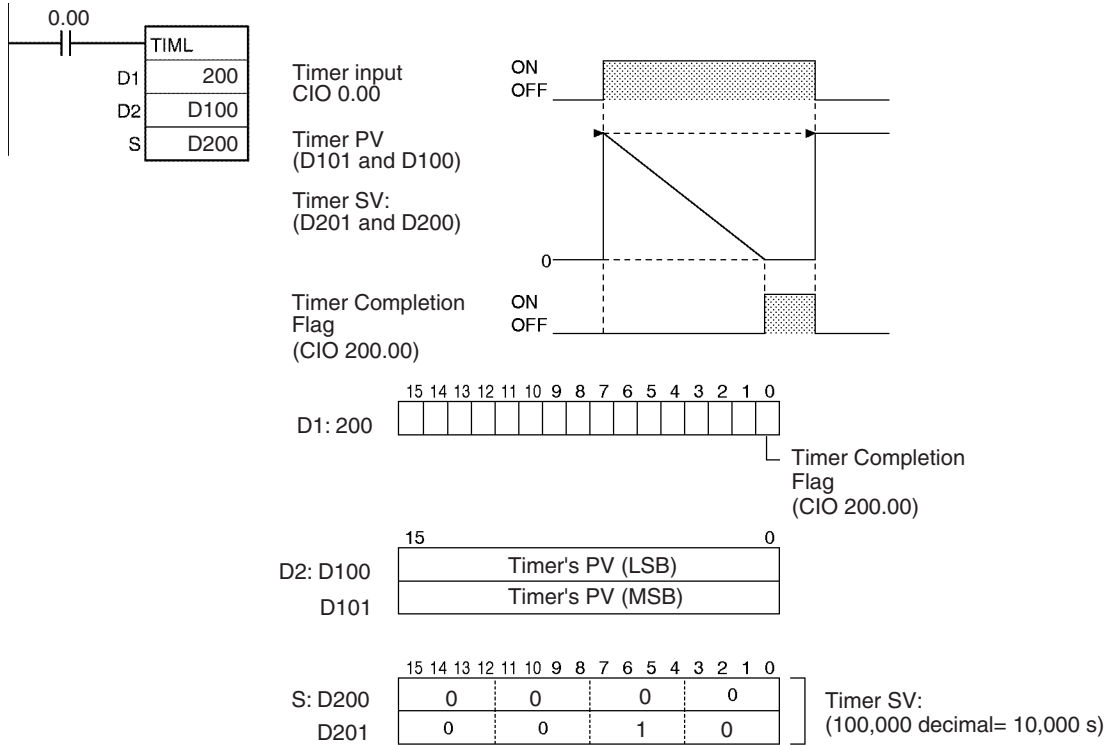 0.00
TIML
D1 200
D2 D100
S D200
Timer input
CIO 0.00
ON
OFF
Timer PV
(D101 and D100)
Timer SV:
(D201 and D200)
0
Timer Completion
Flag
(CIO 200.00)
ON
OFF
15 14 13 12 11 10 9 8 7 6 5 4 3 2 1 0
D1: 200
Timer Completion
Flag
(CIO 200.00)
15 0
D2: D100 Timer's PV (LSB)
D101 Timer's PV (MSB)
15 14 13 12 11 10 9 8 7 6 5 4 3 2 1 0
S: D200 0 0 0 0
D201 0 0 1 0
Timer SV:
(100,000 decimal= 10,000 s)